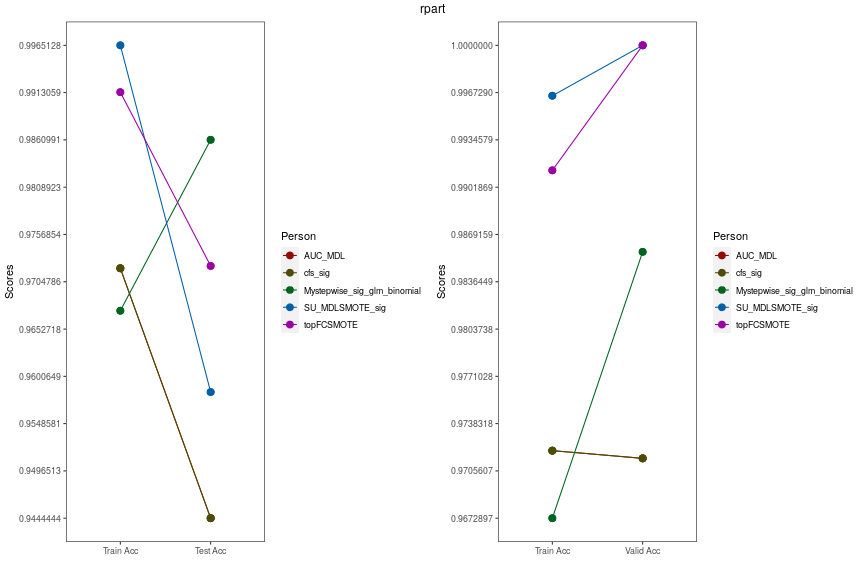 rpart
Scores
0.9965128
0.9913059
0.9860991
0.9808923
0.9756854
0.9704786
0.9652718
0.9600649
0.9548581
0.9496513
0.9444444
Train Acc
Test Acc
Person
AUC_MDL
cfs_sig
Mystepwise_sig_glm_binomial
SU_MDLSMOTE_sig
topFCSMOTE
Scores
1.0000000
0.9967290
0.9934579
0.9901869
0.9869159
0.9836449
0.9803738
0.9771028
0.9738318
0.9705607
0.9672897
Train Acc
Valid Acc
Person
AUC_MDL
cfs_sig
Mystepwise_sig_glm_binomial
SU_MDLSMOTE_sig
topFCSMOTE